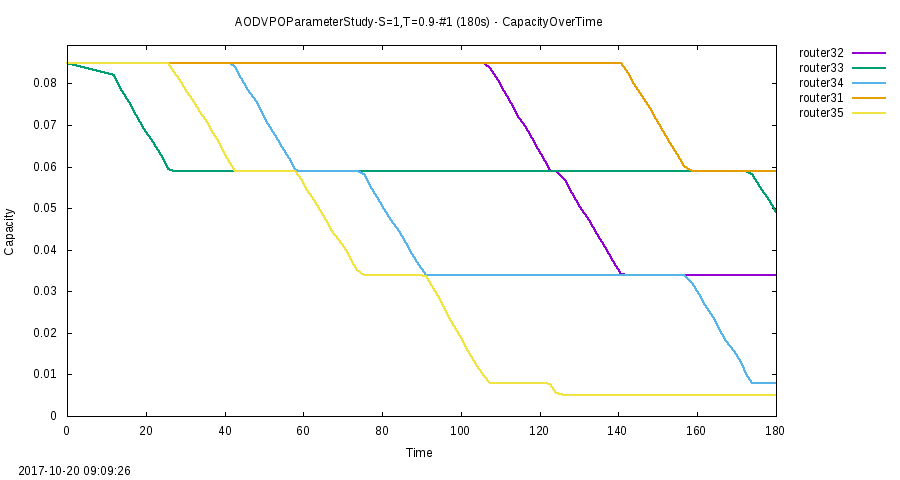 AODVPOParameterStudy-S=1,T=0.9-#1 (180s) - CapacityOverTime
router32
router33
router34
router31
router35
0.08
0.07
0.06
0.05
0.04
0.03
0.02
0.01
0
Capacity
0 20 40 60 80 100 120 140 160 180
Time
2017-10-20 09:09:26